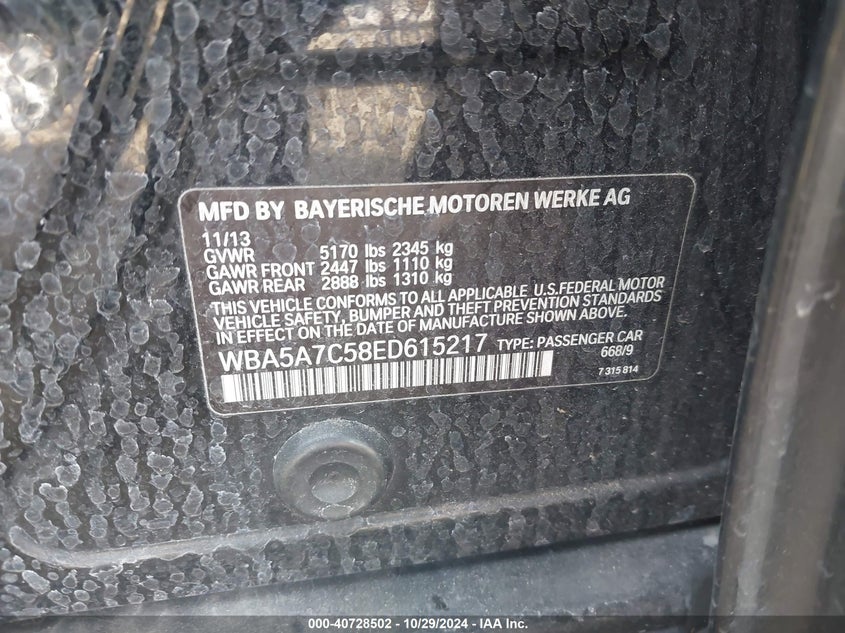 MFD BY BAYERISCHE MOTOREN WERKE AG
11/13
GVWR 5170 lbs 2345 kg
GAWR FRONT 2447 lbs 1110 kg
GAWR REAR 2888 lbs 1310 kg
THIS VEHICLE CONFORMS TO ALL APPLICABLE U.S.FEDERAL MOTOR
VEHICLE SAFETY, BUMPER AND THEFT PREVENTION STANDARDS
IN EFFECT ON THE DATE OF MANUFACTURE SHOWN ABOVE.
WBA5A7C58ED615217 TYPE: PASSENGER CAR
668/9
7 315 814
000-40728502 - 10/29/2024 - IAA Inc.